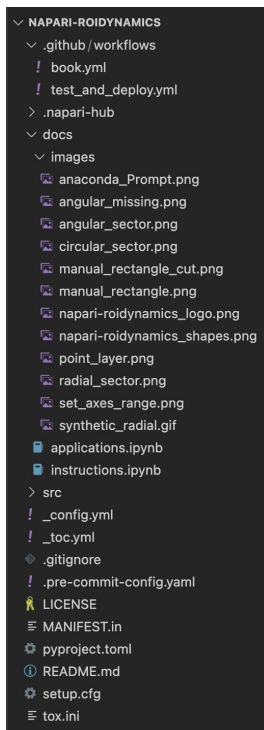 NAPARI-ROIDYNAMICS
.github/workflows
book.yml
test_and_deploy.yml
.napari-hub
docs
images
anaconda_Prompt.png
angular_missing.png
angular_sector.png
circular_sector.png
manual_rectangle_cut.png
manual_rectangle.png
napari-roidynamics_logo.png
napari-roidynamics_shapes.png
point_layer.png
radial_sector.png
set_axes_range.png
synthetic_radial.gif
applications.ipynb
instructions.ipynb
src
_config.yml
_toc.yml
.gitignore
.pre-commit-config.yaml
LICENSE
MANIFEST.in
pyproject.toml
README.md
setup.cfg
tox.ini